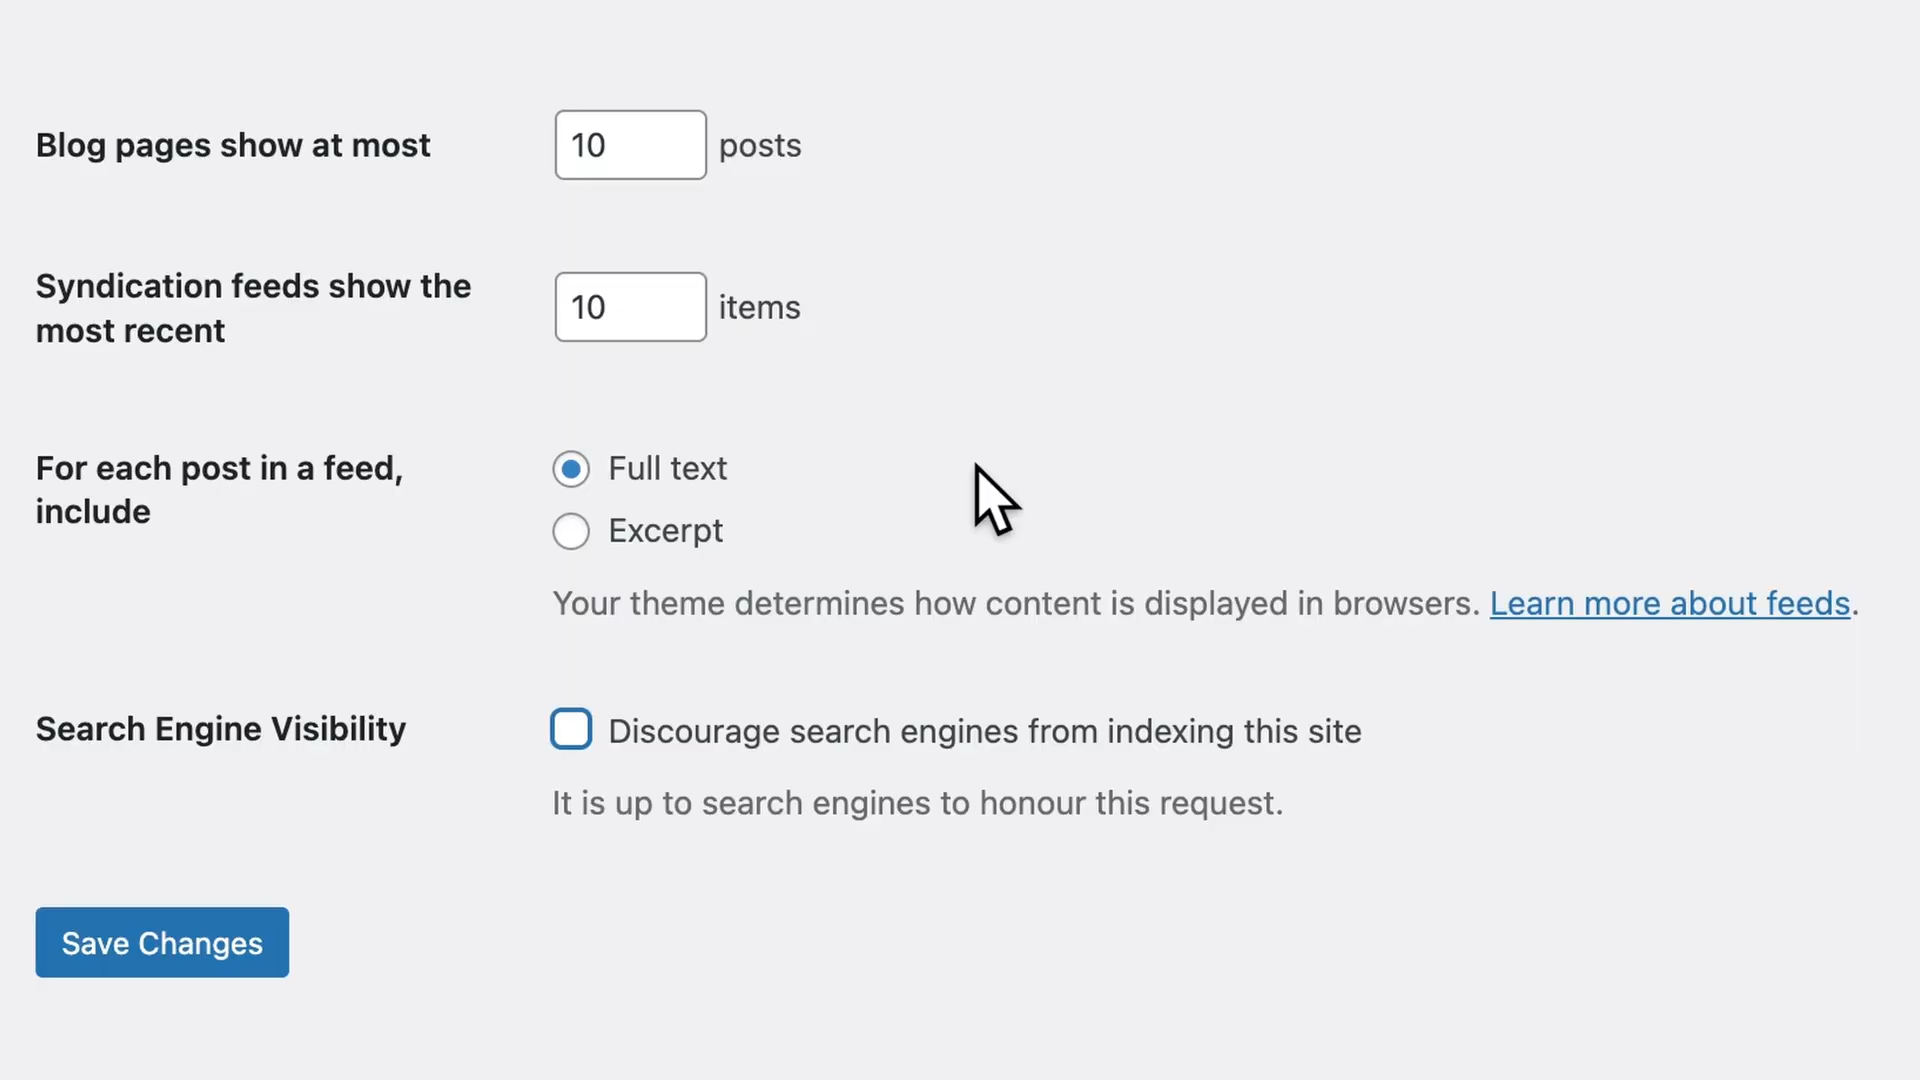 Blog pages show at most
10 posts
Syndication feeds show the
most recent
10 items
For each post in a feed,
include
Full text
Excerpt
Your theme determines how content is displayed in browsers. Learn more about feeds.
Search Engine Visibility
Discourage search engines from indexing this site
It is up to search engines to honour this request.
Save Changes